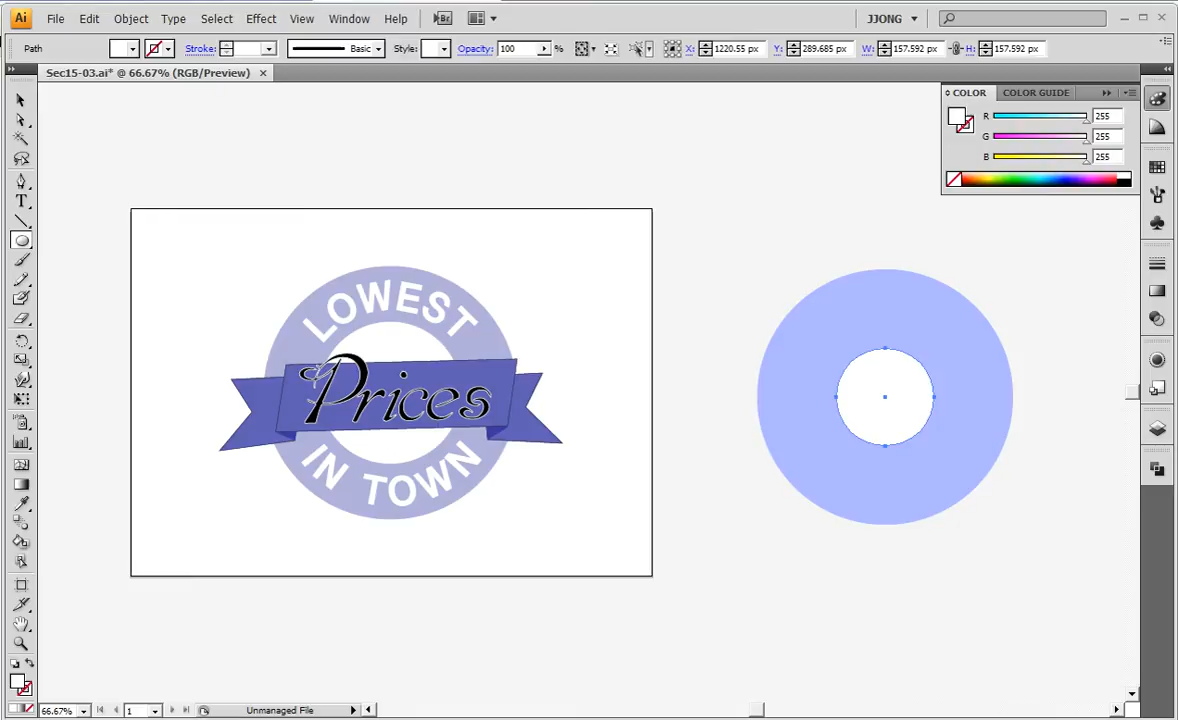 Ai File Edit Object Type Select Effect View Window Help Br JJONG
Path Stroke: Basic Style: Opacity: 100 % X: 1220.55 px Y: 289.685 px W: 157.592 px H: 157.592 px
Sec15-03.ai* @ 66.67% (RGB/Preview)
COLOR COLOR GUIDE
R 255
G 255
B 255
LOWEST
Prices
IN TOWN
66.67% 1 Unmanaged File